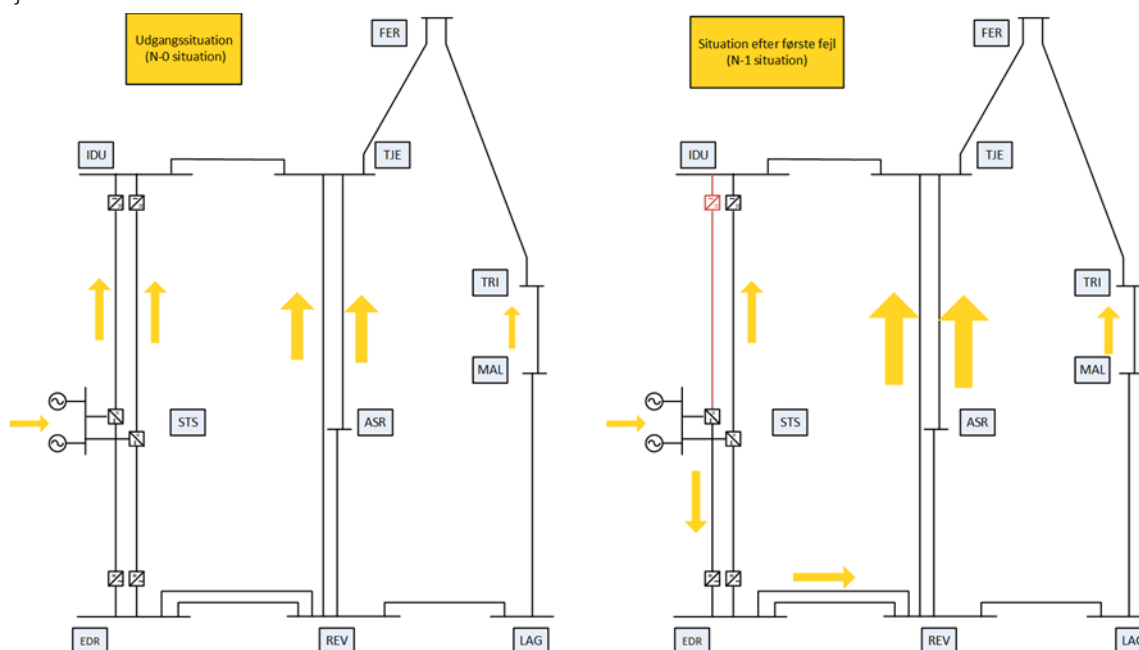 Udgangssituation
(N-0 situation)
FER
IDU
TJE
TRI
MAL
STS
ASR
EDR
REV
LAG
Situation efter første fejl
(N-1 situation)
FER
IDU
TJE
TRI
MAL
STS
ASR
EDR
REV
LAG